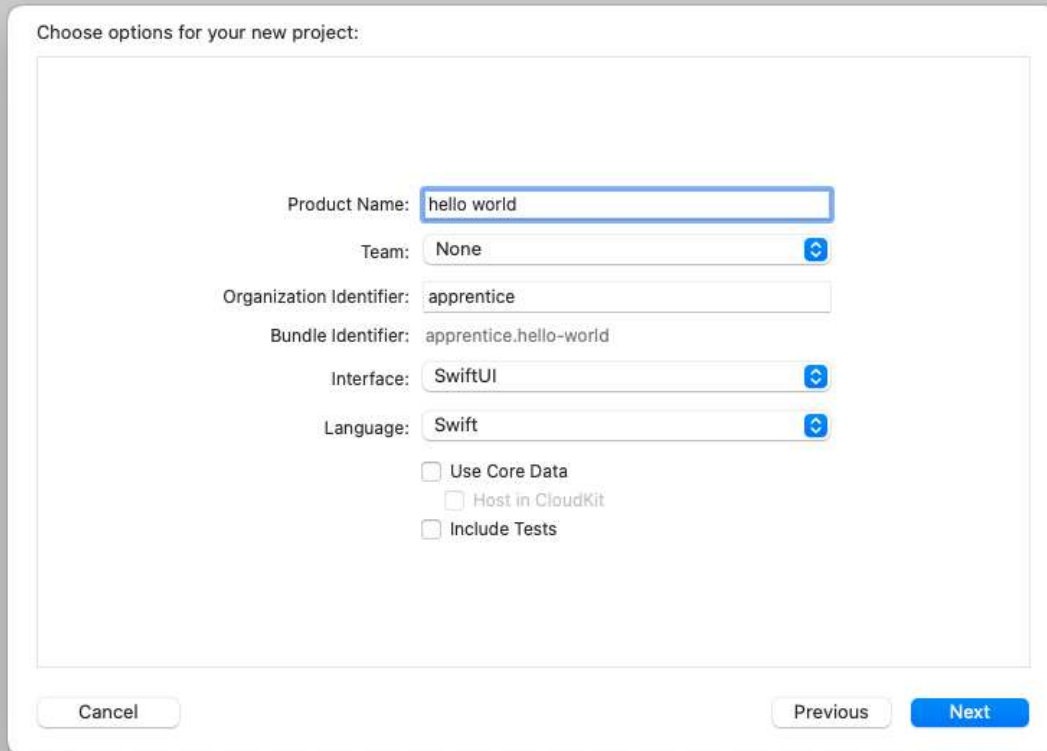 Choose options for your new project:
Product Name: hello world
Team: None
Organization Identifier: apprentice
Bundle Identifier: apprentice.hello-world
Interface: SwiftUI
Language: Swift
Use Core Data
Host in CloudKit
Include Tests
Cancel Previous Next